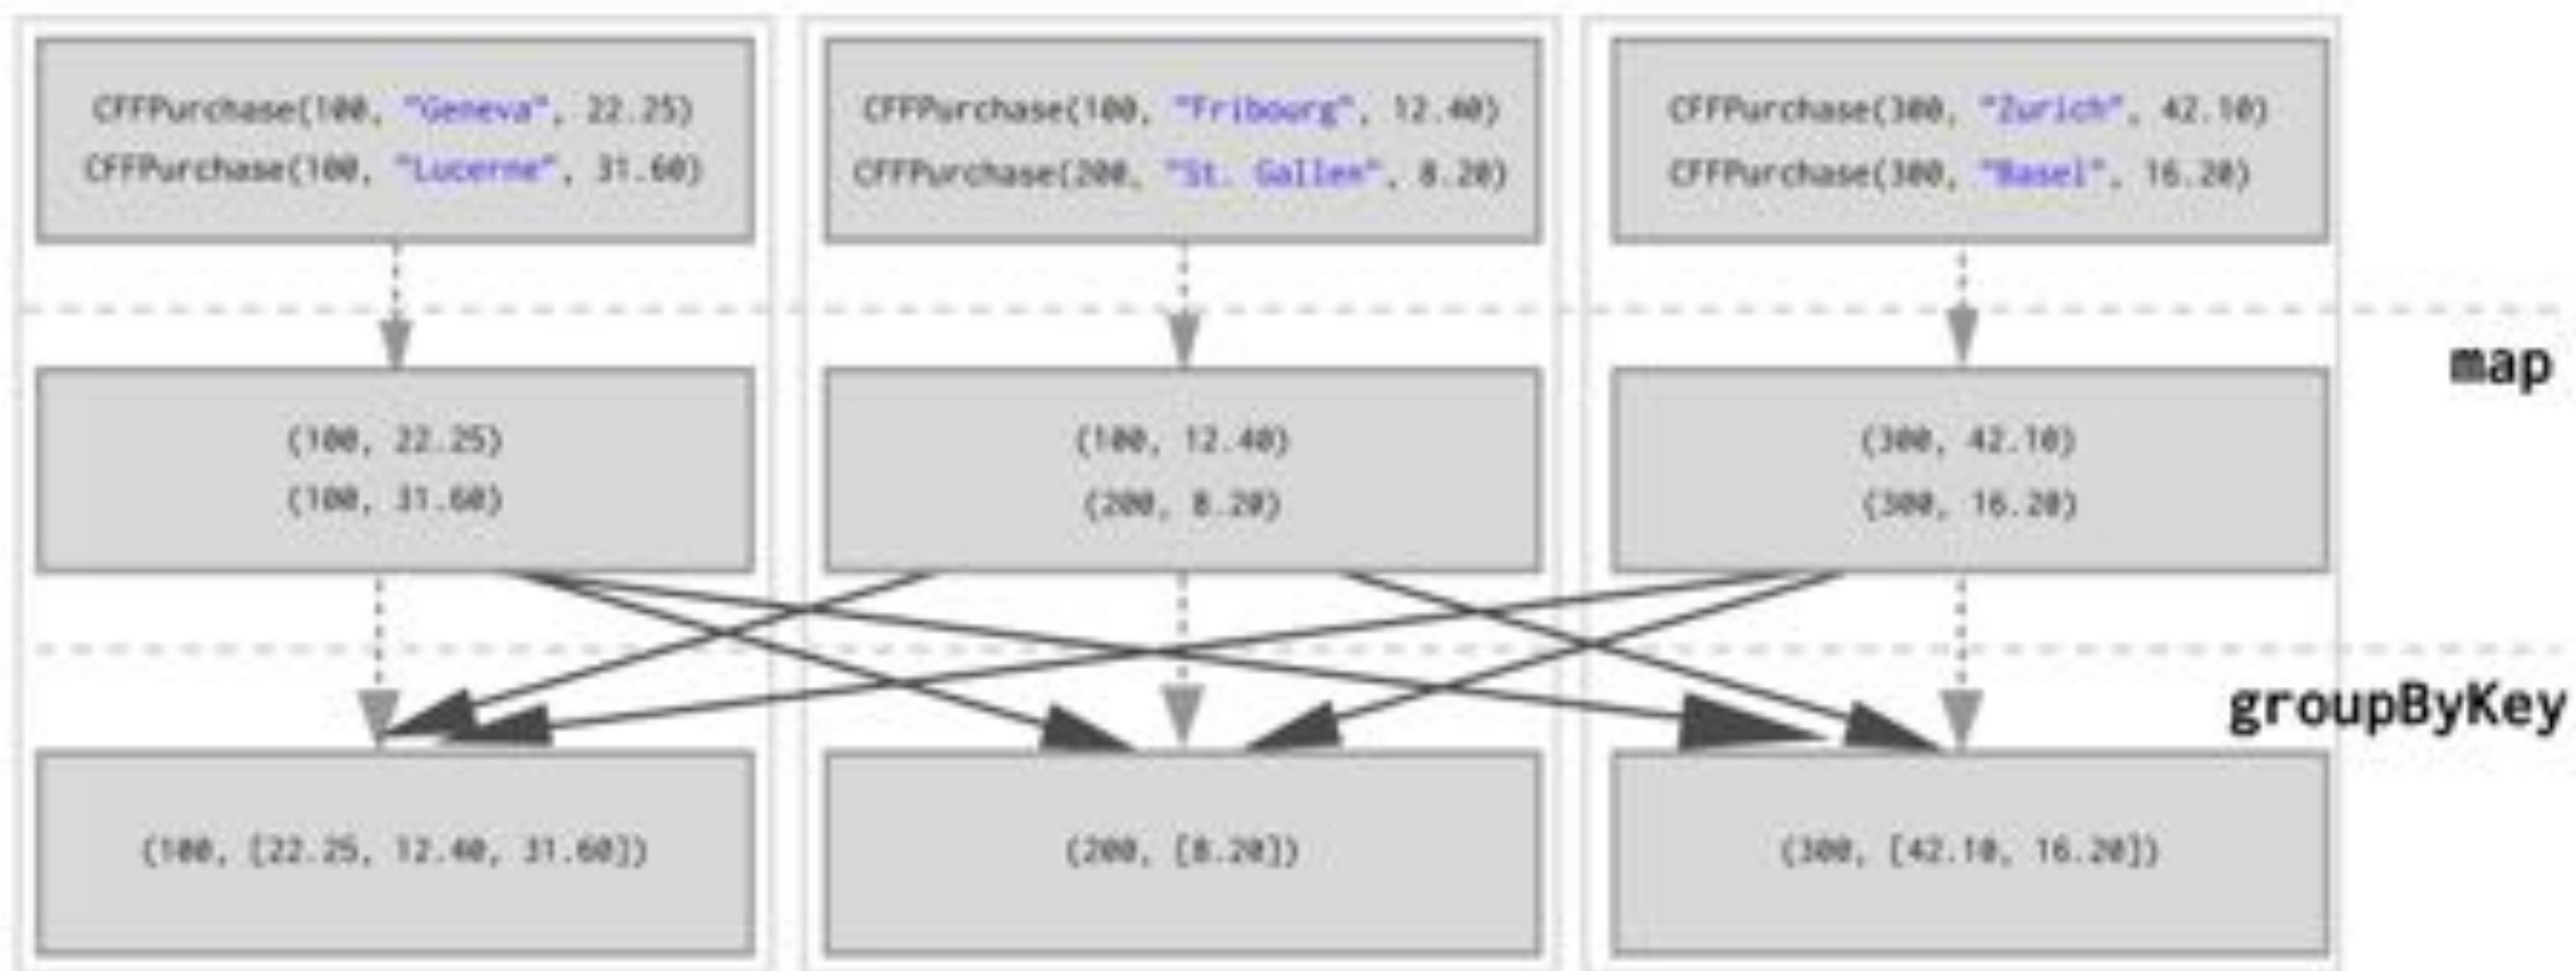 CFFPurchase(100, "Geneva", 22.25)
CFFPurchase(100, "Lucerne", 31.60)
CFFPurchase(100, "Fribourg", 12.40)
CFFPurchase(200, "St. Gallen", 8.20)
CFFPurchase(300, "Zurich", 42.10)
CFFPurchase(300, "Basel", 16.20)
map
(100, 22.25)
(100, 31.60)
(100, 12.40)
(200, 8.20)
(300, 42.10)
(300, 16.20)
groupByKey
(100, [22.25, 12.40, 31.60])
(200, [8.20])
(300, [42.10, 16.20])